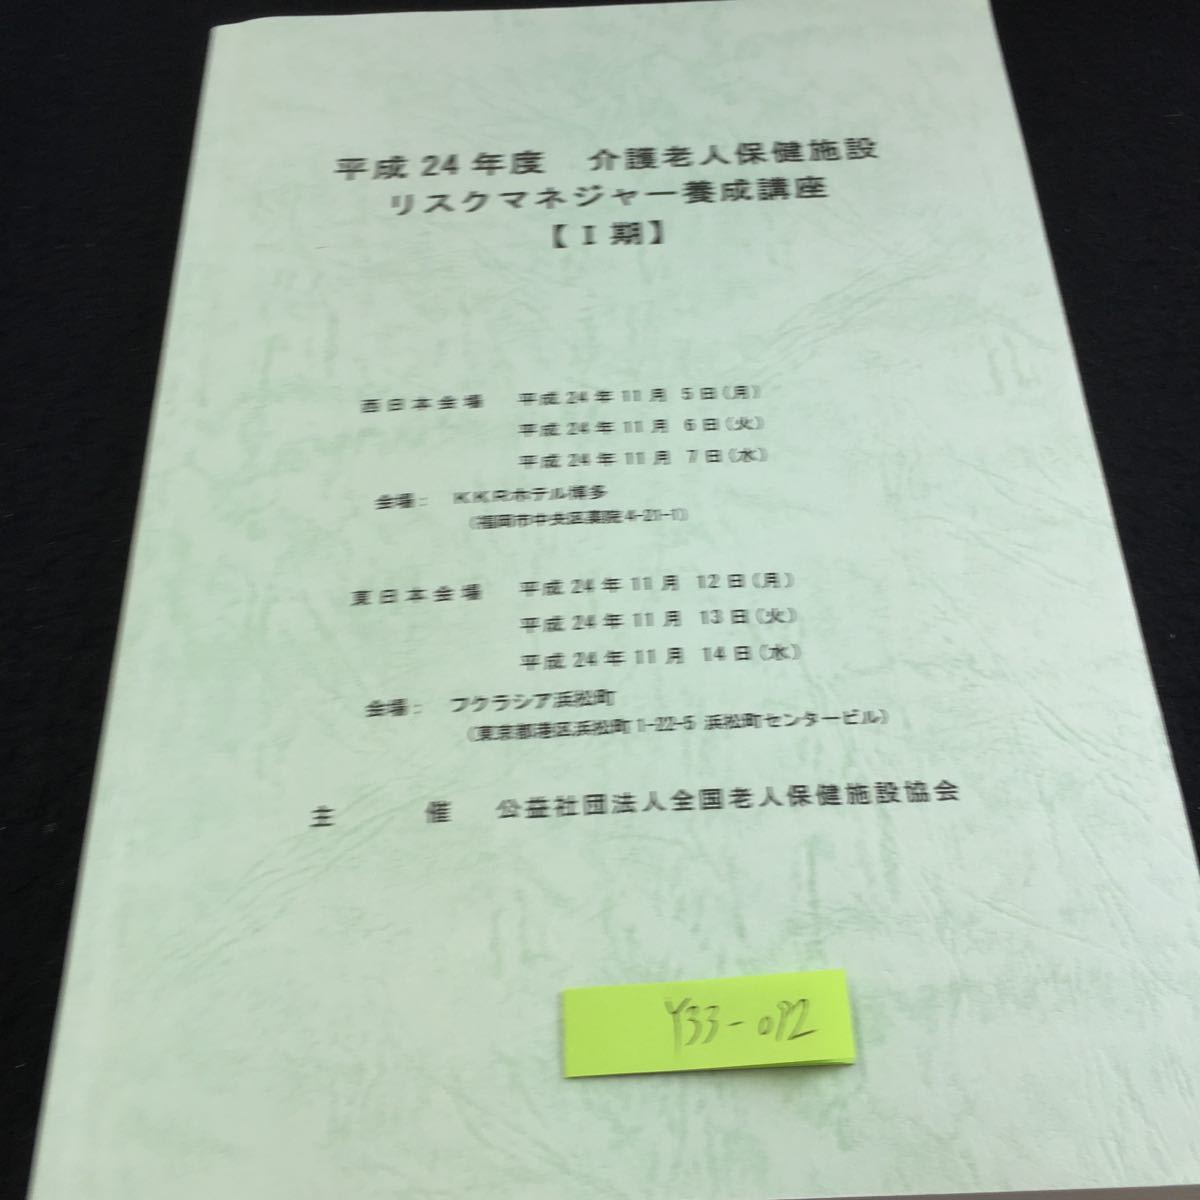 平成24年度　介護老人保健施設
リスクマネジャー養成講座
【Ⅰ期】
西日本会場　平成24年11月　5日（月）
平成24年11月　6日（火）
平成24年11月　7日（水）
会場：　KKRホテル博多
（福岡市中央区薬院4-21-1）
東日本会場　平成24年11月　12日（月）
平成24年11月　13日（火）
平成24年11月　14日（水）
会場：　フクラシア浜松町
（東京都港区浜松町1-22-5　浜松町センタービル）
主　　催　公益社団法人全国老人保健施設協会
Y33-092